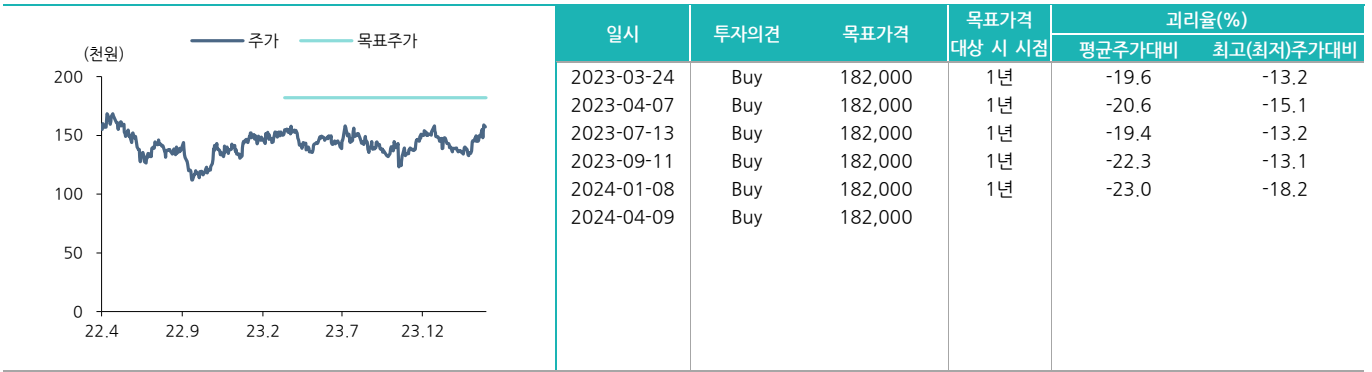 주가 목표주가
(천원)
200
150
100
50
0
22.4 22.9 23.2 23.7 23.12
일시 투자의견 목표가격 목표가격 대상 시 시점 괴리율(%)
평균주가대비 최고(최저)주가대비
2023-03-24 Buy 182,000 1년 -19.6 -13.2
2023-04-07 Buy 182,000 1년 -20.6 -15.1
2023-07-13 Buy 182,000 1년 -19.4 -13.2
2023-09-11 Buy 182,000 1년 -22.3 -13.1
2024-01-08 Buy 182,000 1년 -23.0 -18.2
2024-04-09 Buy 182,000